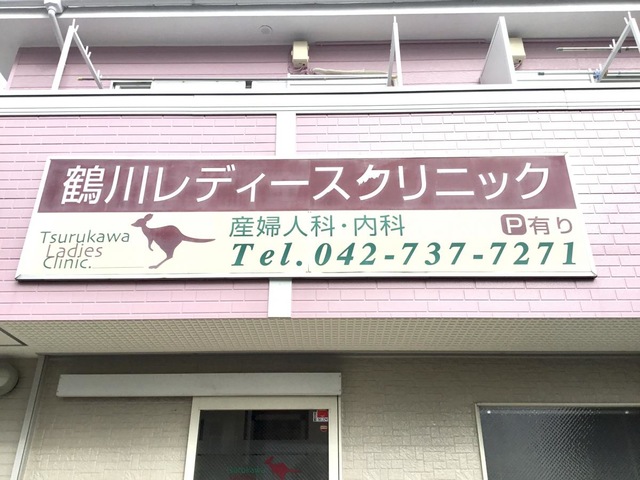 鶴川レディースクリニック
Tsurukawa
Ladies
Clinic.
産婦人科・内科
P有り
Tel. 042-737-7271
Tsurukawa